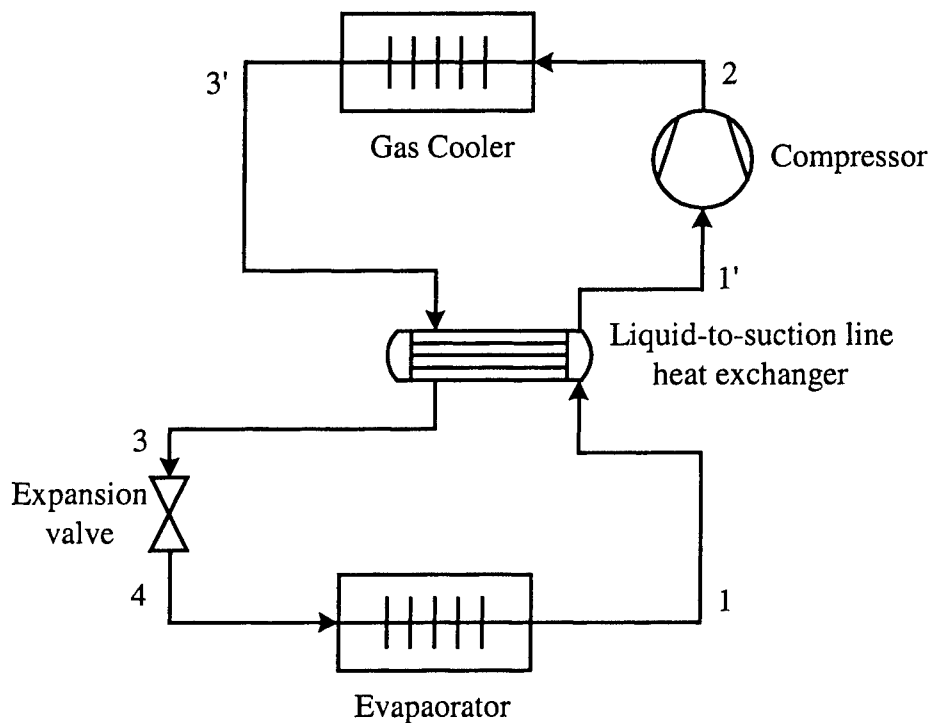 3'
2
Gas Cooler
Compressor
1'
Liquid-to-suction line
heat exchanger
3
Expansion
valve
4
1
Evapaorator